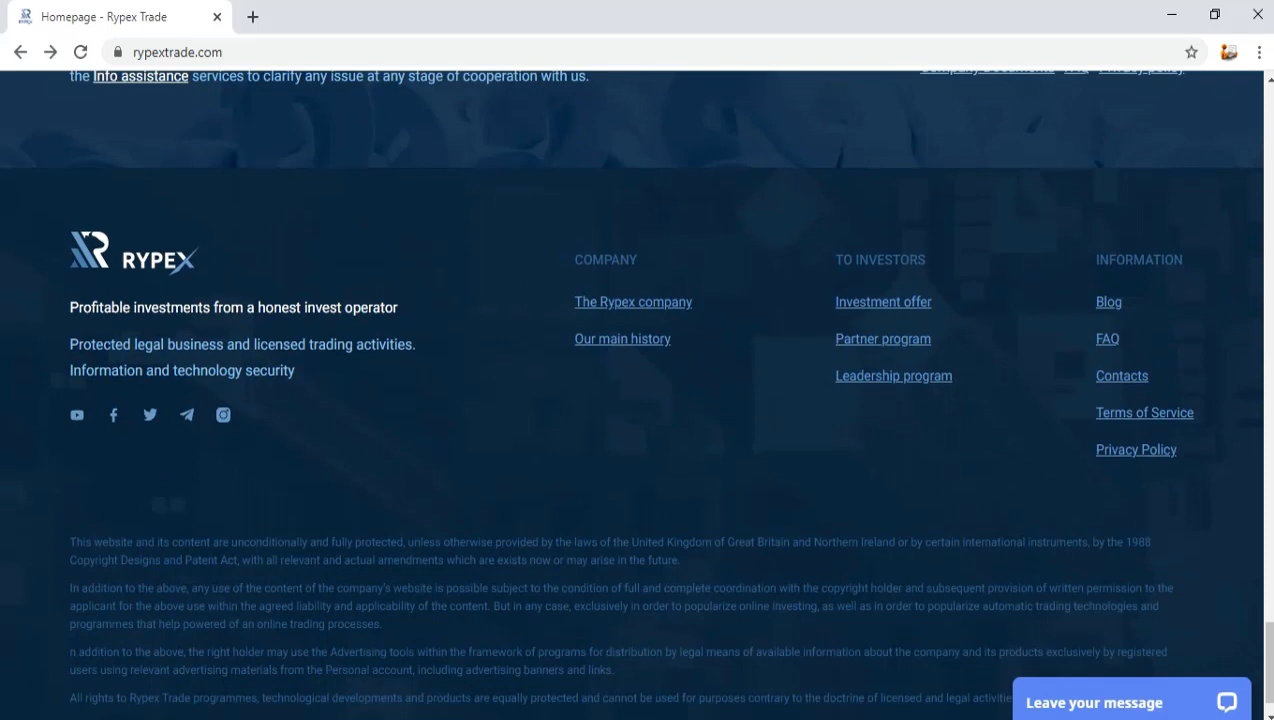 Homepage - Rypex Trade
rypextrade.com
the Info assistance services to clarify any issue at any stage of cooperation with us.
Company Documents FAQ Privacy policy
RYPEX
Profitable investments from a honest invest operator
Protected legal business and licensed trading activities.
Information and technology security
COMPANY
The Rypex company
Our main history
TO INVESTORS
Investment offer
Partner program
Leadership program
INFORMATION
Blog
FAQ
Contacts
Terms of Service
Privacy Policy
This website and its content are unconditionally and fully protected, unless otherwise provided by the laws of the United Kingdom of Great Britain and Northern Ireland or by certain international instruments, by the 1988
Copyright Designs and Patent Act, with all relevant and actual amendments which are exists now or may arise in the future.
In addition to the above, any use of the content of the company's website is possible subject to the condition of full and complete coordination with the copyright holder and subsequent provision of written permission to the
applicant for the above use within the agreed liability and applicability of the content. But in any case, exclusively in order to popularize online investing, as well as in order to popularize automatic trading technologies and
programmes that help powered of an online trading processes.
n addition to the above, the right holder may use the Advertising tools within the framework of programs for distribution by legal means of available information about the company and its products exclusively by registered
users using relevant advertising materials from the Personal account, including advertising banners and links.
All rights to Rypex Trade programmes, technological developments and products are equally protected and cannot be used for purposes contrary to the doctrine of licensed and legal
Leave your message